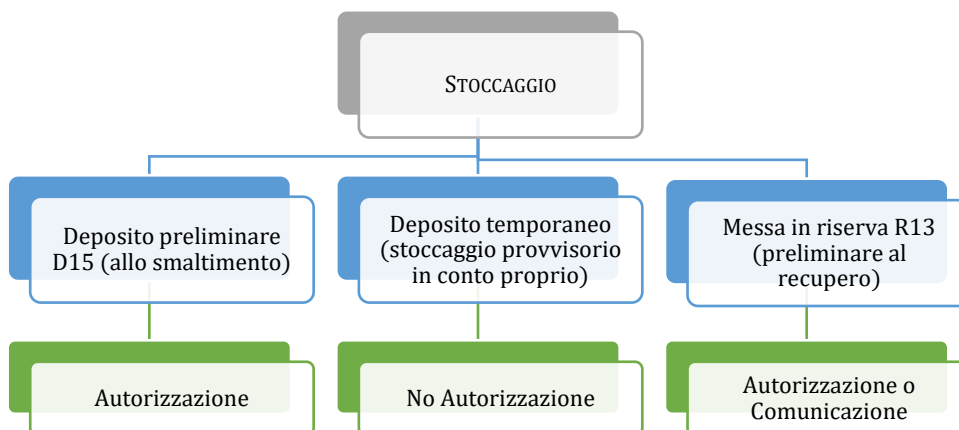 STOCCAGGIO
Deposito preliminare
D15 (allo smaltimento)
Deposito temporaneo
(stoccaggio provvisorio
in conto proprio)
Messa in riserva R13
(preliminare al
recupero)
Autorizzazione
No Autorizzazione
Autorizzazione o
Comunicazione